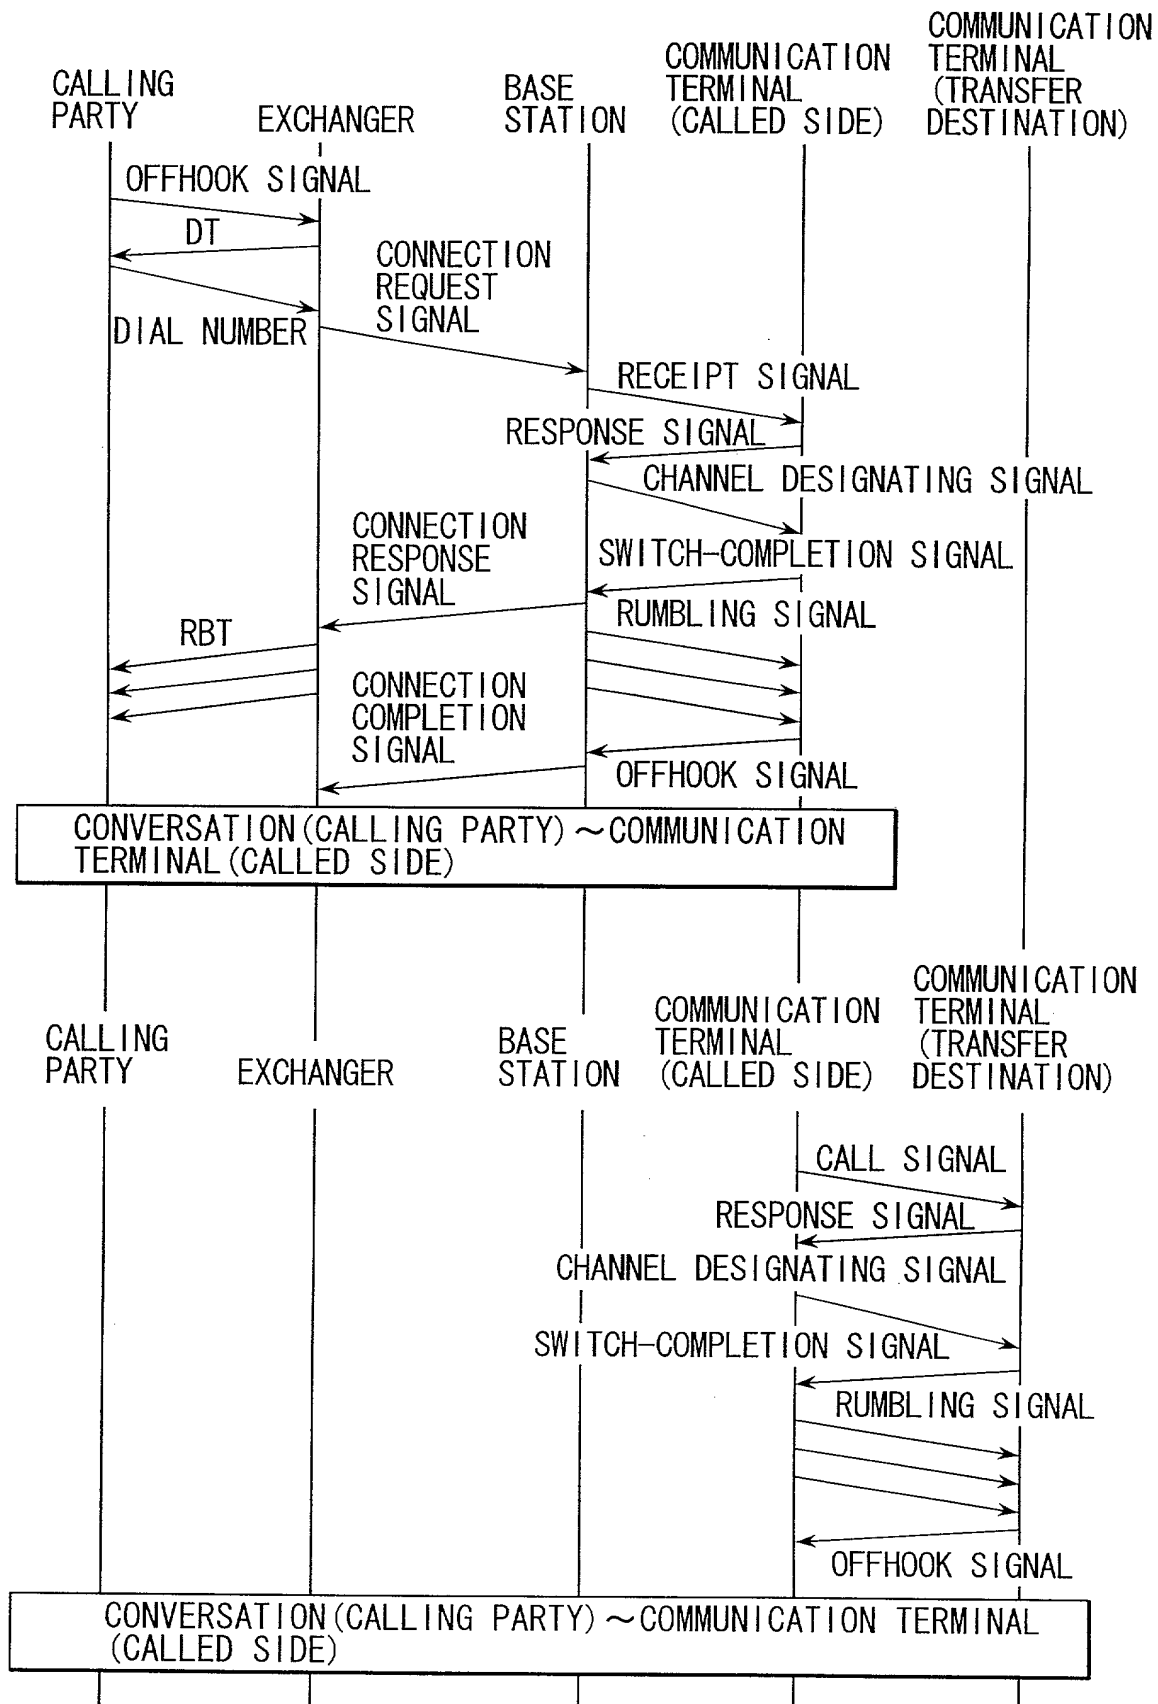 CALLING
PARTY
EXCHANGER
BASE
STATION
COMMUNICATION
TERMINAL
(CALLED SIDE)
COMMUNICATION
TERMINAL
(TRANSFER
DESTINATION)
OFFHOOK SIGNAL
DT
DIAL NUMBER
CONNECTION
REQUEST
SIGNAL
RECEIPT SIGNAL
RESPONSE SIGNAL
CHANNEL DESIGNATING SIGNAL
SWITCH-COMPLETION SIGNAL
CONNECTION
RESPONSE
SIGNAL
RUMBLING SIGNAL
RBT
CONNECTION
COMPLETION
SIGNAL
OFFHOOK SIGNAL
CONVERSATION(CALLING PARTY)～COMMUNICATION
TERMINAL(CALLED SIDE)
CALLING
PARTY
EXCHANGER
BASE
STATION
COMMUNICATION
TERMINAL
(CALLED SIDE)
COMMUNICATION
TERMINAL
(TRANSFER
DESTINATION)
CALL SIGNAL
RESPONSE SIGNAL
CHANNEL DESIGNATING SIGNAL
SWITCH-COMPLETION SIGNAL
RUMBLING SIGNAL
OFFHOOK SIGNAL
CONVERSATION(CALLING PARTY)～COMMUNICATION TERMINAL
(CALLED SIDE)